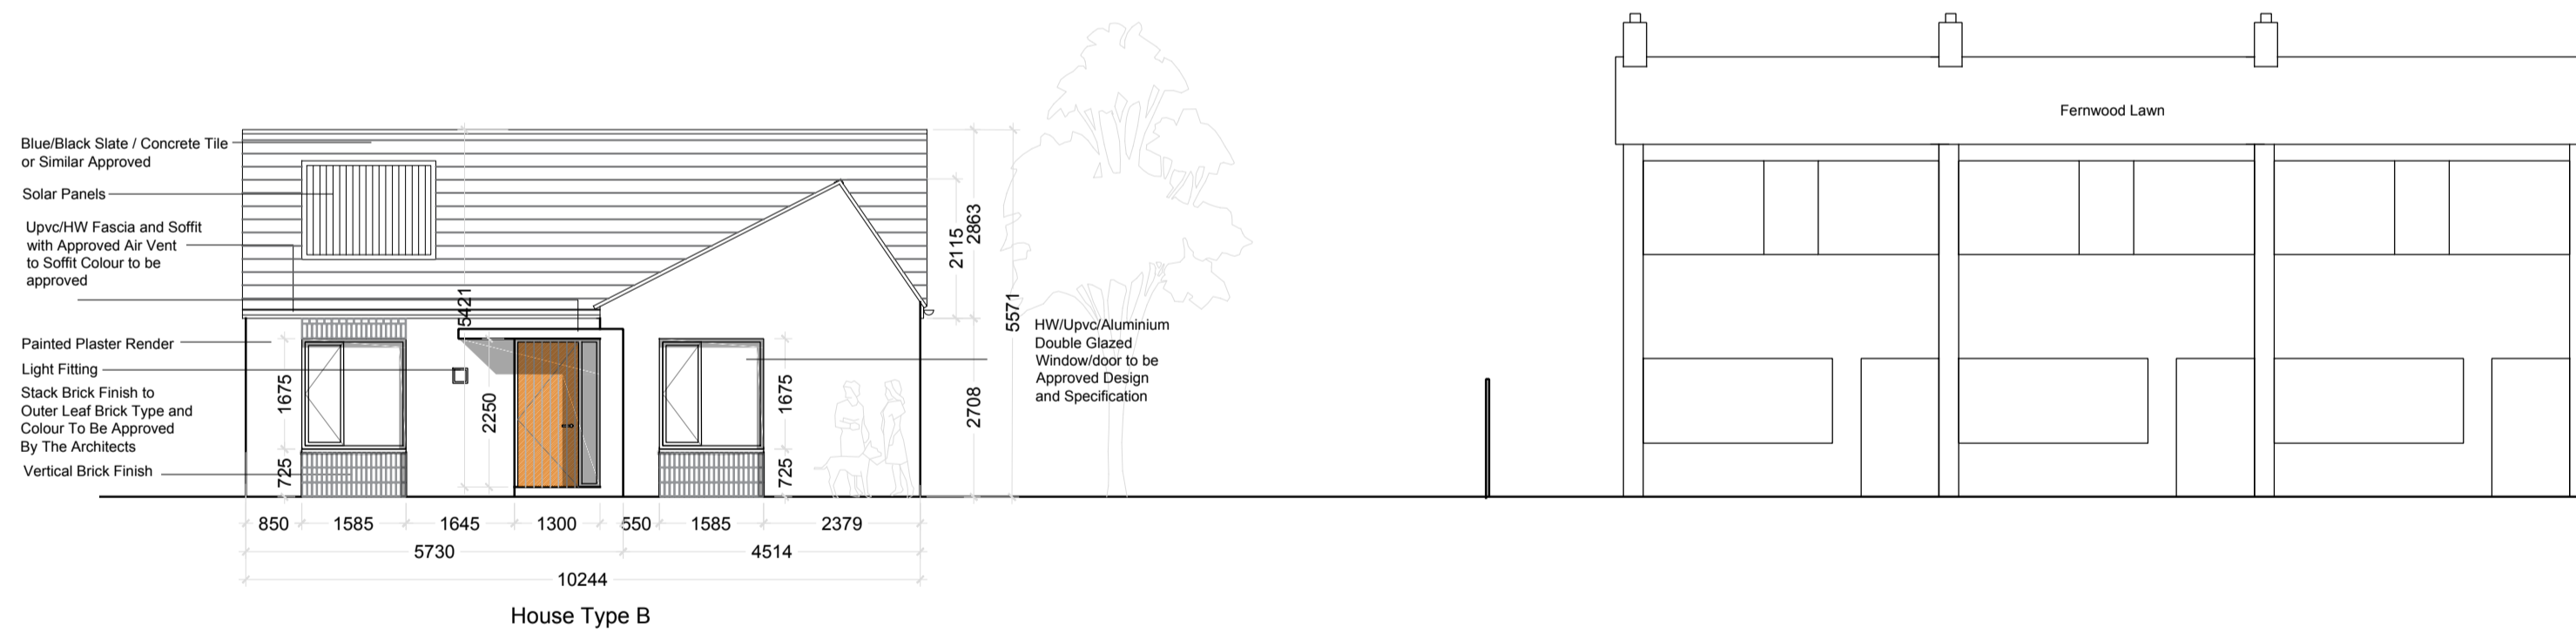 Fernwood Lawn
Blue/Black Slate / Concrete Tile
or Similar Approved
Solar Panels
Upvc/HW Fascia and Soffit
with Approved Air Vent
to Soffit Colour to be
approved
Painted Plaster Render
Light Fitting
Stack Brick Finish to
Outer Leaf Brick Type and
Colour To Be Approved
By The Architects
Vertical Brick Finish
1675
725
5421
2250
1675
725
2115
2863
2708
5571
HW/Upvc/Aluminium
Double Glazed
Window/door to be
Approved Design
and Specification
850 1585 1645 1300 550 1585 2379
5730 4514
10244
House Type B